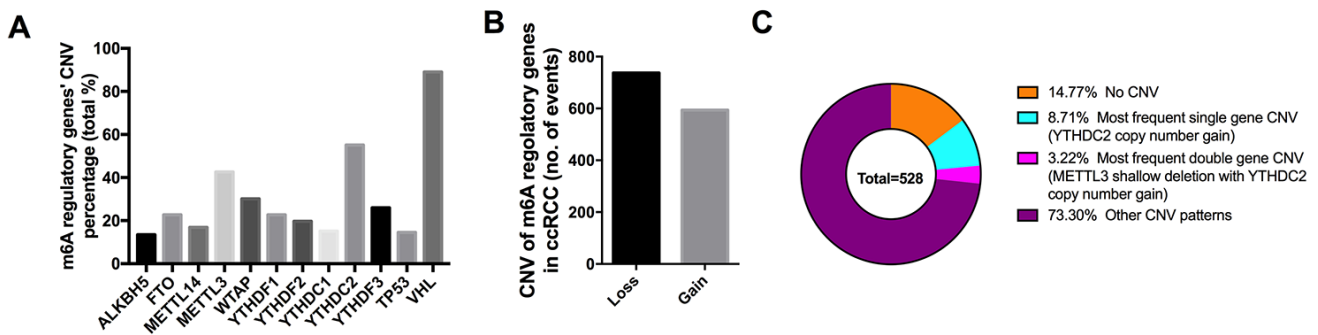 A
m6A regulatory genes' CNV
percentage (total %)
100
80
60
40
20
0
ALKBH5
FTO
METTL14
METTL3
WTAP
YTHDF1
YTHDF2
YTHDC1
YTHDC2
YTHDF3
TP53
VHL
B
CNV of m6A regolatory genes
in ccRCC (no. of events)
800
600
400
200
0
Loss
Gain
C
Total=528
14.77% No CNV
8.71% Most frequent single gene CNV
(YTHDC2 copy number gain)
3.22% Most frequent double gene CNV
(METTL3 shallow deletion with YTHDC2
copy number gain)
73.30% Other CNV patterns